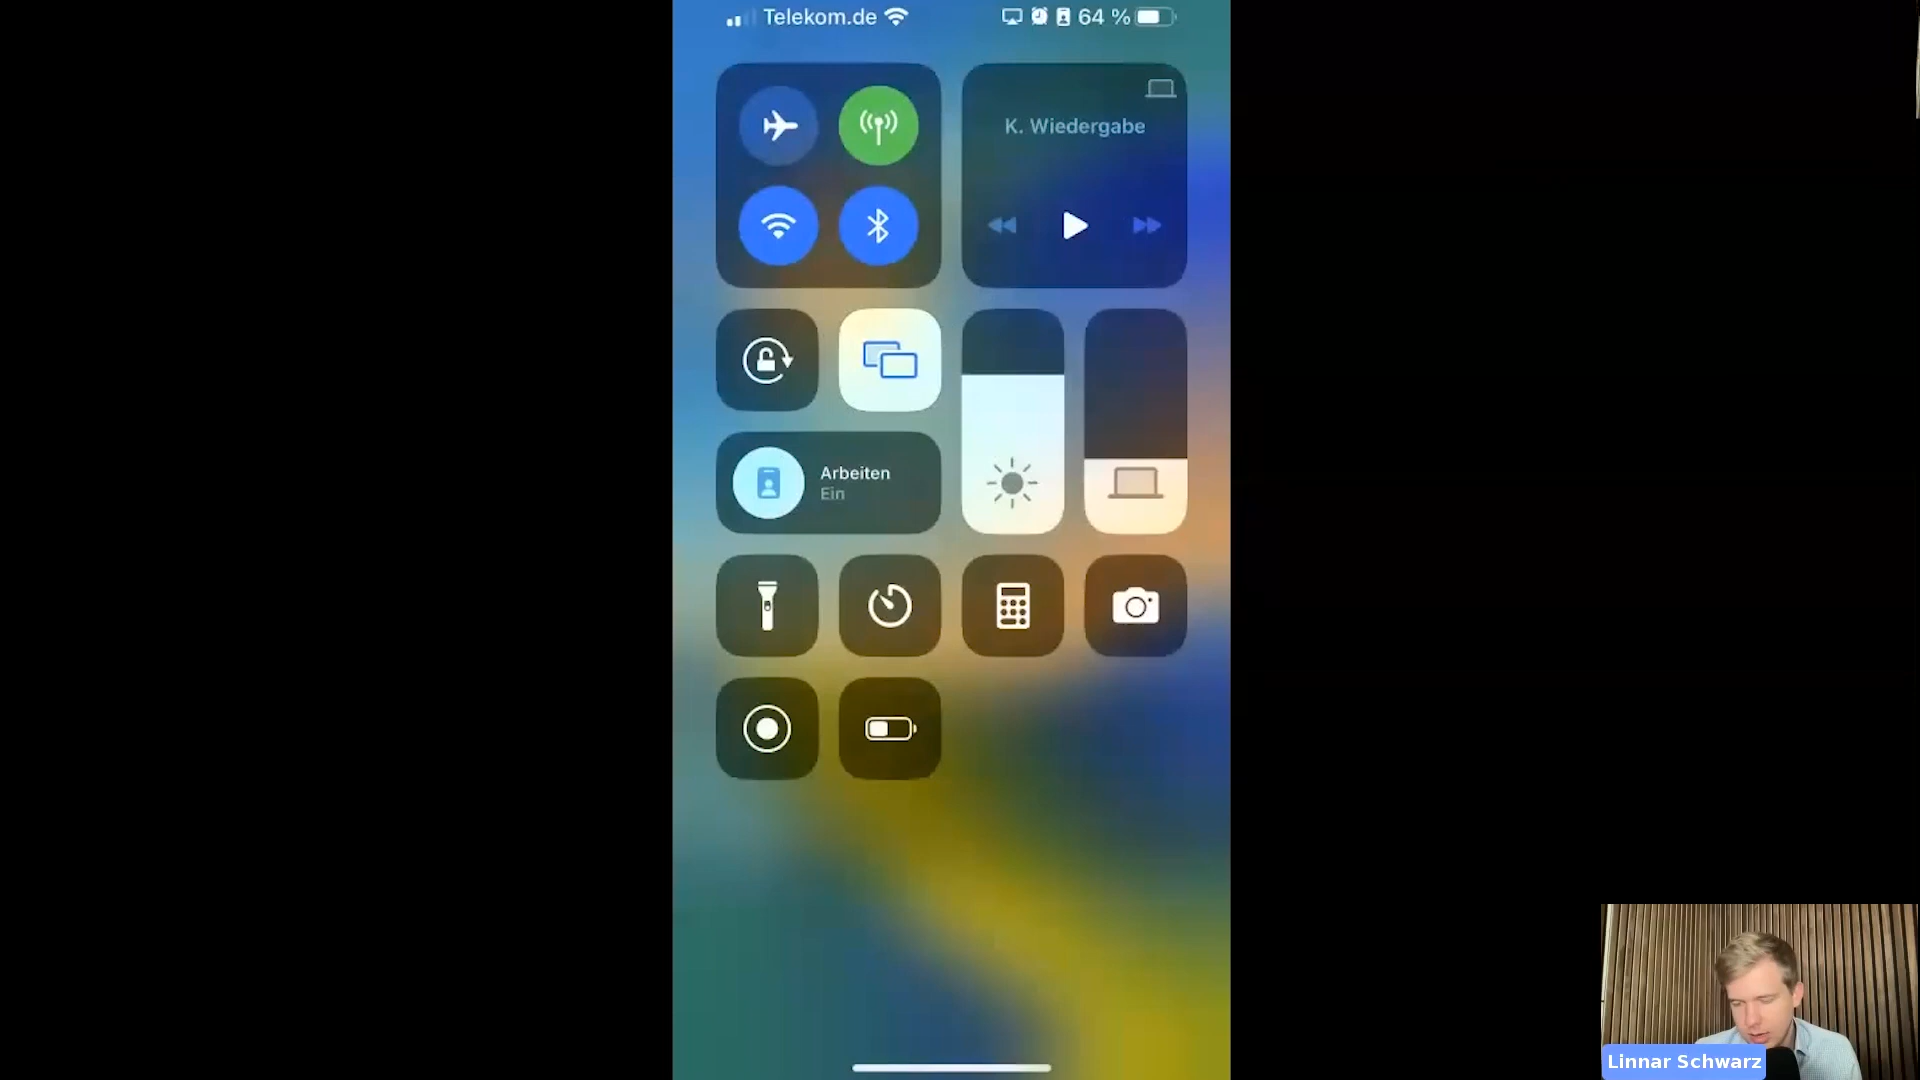 Telekom.de 64 %
K. Wiedergabe
Arbeiten
Ein
Linnar Schwarz